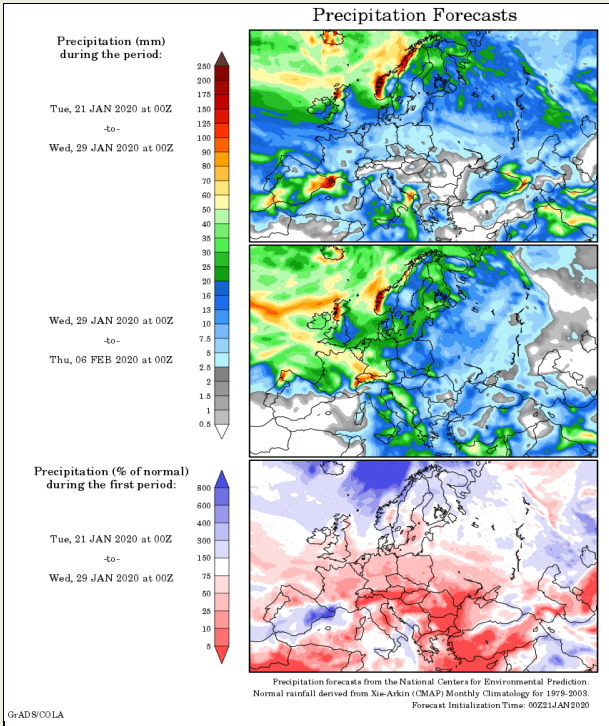 Precipitation Forecasts
Precipitation (mm)
during the period:
Tue, 21 JAN 2020 at 00Z
-to-
Wed, 29 JAN 2020 at 00Z
250
200
175
150
125
100
90
80
70
60
50
40
35
30
25
20
16
13
10
7.5
5
2.5
2
1.5
1
0.5
Wed, 29 JAN 2020 at 00Z
-to-
Thu, 06 FEB 2020 at 00Z
Precipitation (% of normal)
during the first period:
Tue, 21 JAN 2020 at 00Z
-to-
Wed, 29 JAN 2020 at 00Z
800
600
400
300
150
75
50
25
10
5
Precipitation forecasts from the National Centers for Environmental Prediction.
Normal rainfall derived from Xie-Arkin (CMAP) Monthly Climatology for 1979-2003.
Forecast Initialization Time: 00Z21JAN2020
GrADS/COLA